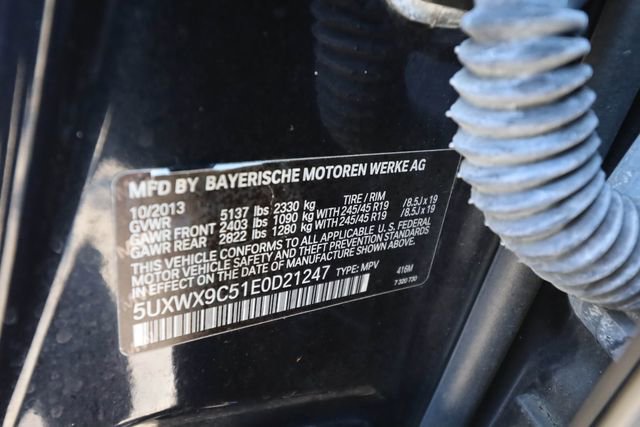 MFD BY BAYERISCHE MOTOREN WERKE AG
10/2013 TIRE / RIM
GVWR 5137 lbs 2330 kg
GAWR FRONT 2403 lbs 1090 kg WITH 245/45 R19 /8.5J x 19
GAWR REAR 2822 lbs 1280 kg WITH 245/45 R19 /8.5J x 19
THIS VEHICLE CONFORMS TO ALL APPLICABLE U. S. FEDERAL
MOTOR VEHICLE SAFETY AND THEFT PREVENTION STANDARDS
IN EFFECT ON THE DATE OF MANUFACTURE SHOWN ABOVE.
5UXWX9C51E0D21247 TYPE: MPV 416M
7 320 730